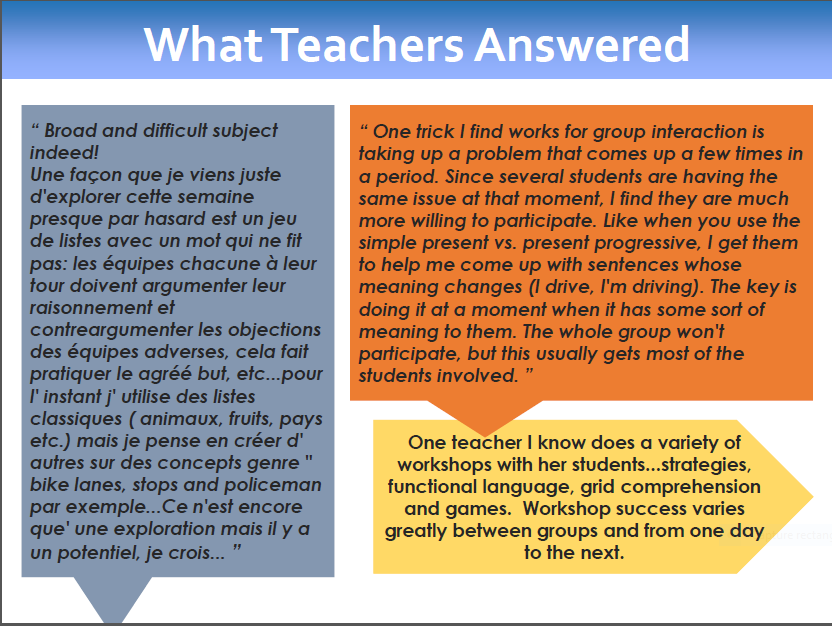 What Teachers Answered
“ Broad and difficult subject
indeed!
Une façon que je viens juste
d'explorer cette semaine
presque par hasard est un jeu
de listes avec un mot qui ne fit
pas: les équipes chacune à leur
tour doivent argumenter leur
raisonnement et
contreargumenter les objections
des équipes adverses, cela fait
pratiquer le agréé but, etc...pour
l' instant j' utilise des listes
classiques ( animaux, fruits, pays
etc.) mais je pense en créer d'
autres sur des concepts genre "
bike lanes, stops and policeman
par exemple...Ce n'est encore
que' une exploration mais il y a
un potentiel, je crois... ”
“ One trick I find works for group interaction is
taking up a problem that comes up a few times in
a period. Since several students are having the
same issue at that moment, I find they are much
more willing to participate. Like when you use the
simple present vs. present progressive, I get them
to help me come up with sentences whose
meaning changes (I drive, I'm driving). The key is
doing it at a moment when it has some sort of
meaning to them. The whole group won't
participate, but this usually gets most of the
students involved. ”
One teacher I know does a variety of
workshops with her students...strategies,
functional language, grid comprehension
and games.  Workshop success varies
greatly between groups and from one day
to the next.